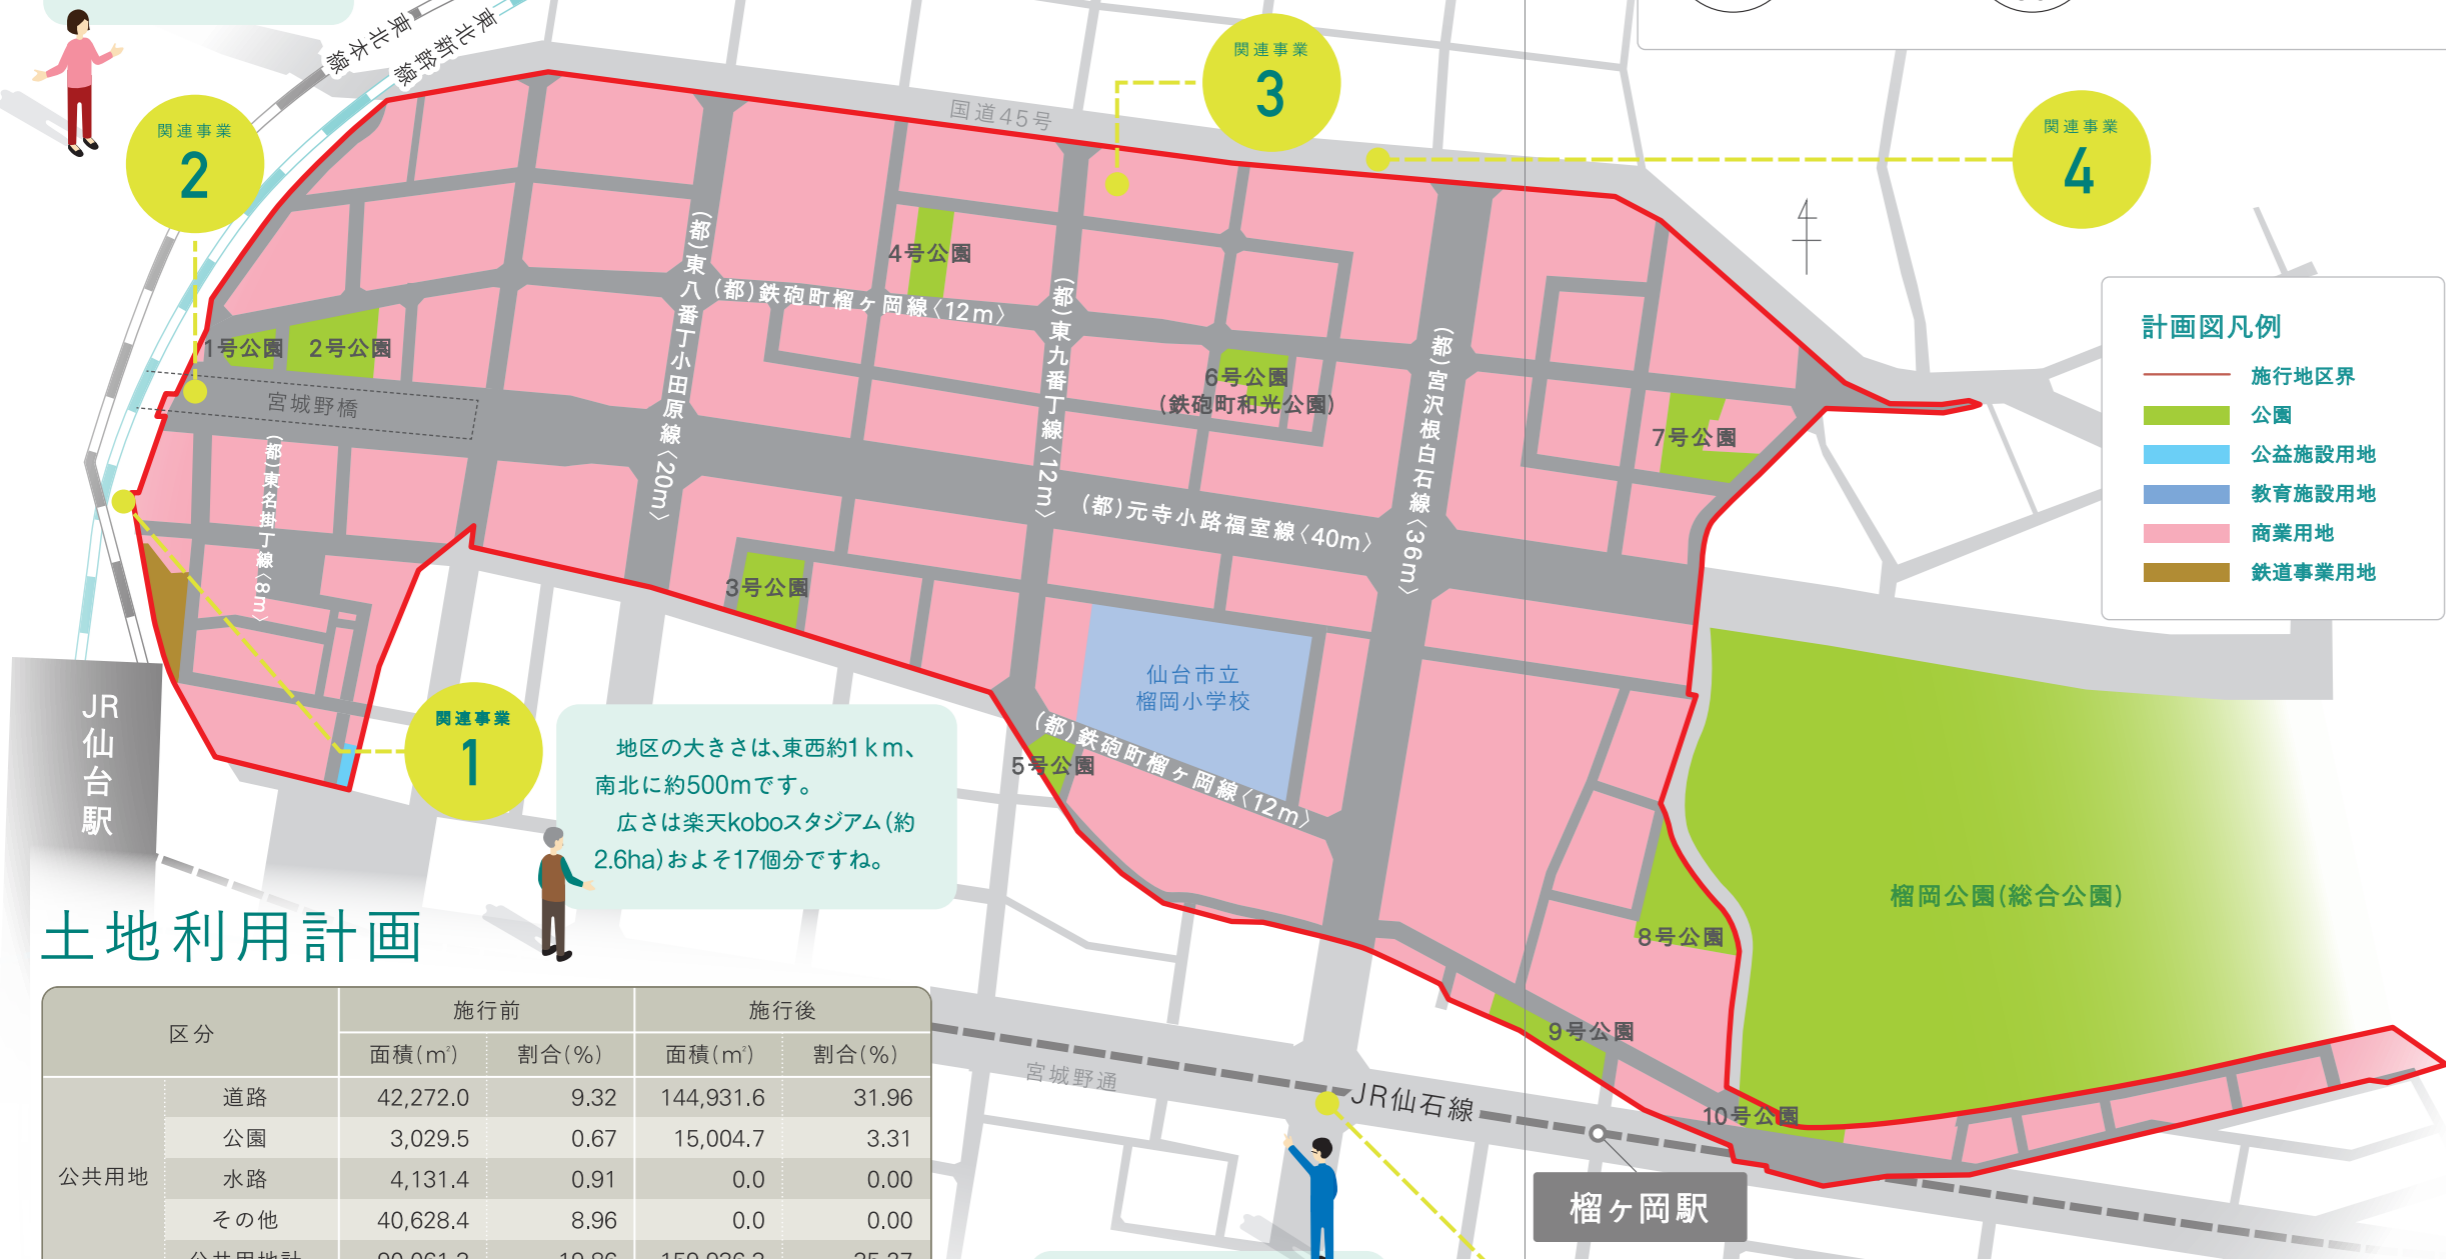 東北本線
東北新幹線
関連事業
2
関連事業
3
関連事業
4
国道45号
4号公園
(都)鉄砲町榴ヶ岡線〈12m〉
(都)東八番丁小田原線〈20m〉
(都)東九番丁線〈12m〉
(都)宮沢根白石線〈36m〉
1号公園
2号公園
宮城野橋
(都)東名掛丁線〈8m〉
6号公園
(鉄砲町和光公園)
7号公園
(都)元寺小路福室線〈40m〉
3号公園
仙台市立
榴岡小学校
(都)鉄砲町榴ヶ岡線〈12m〉
5号公園
8号公園
9号公園
10号公園
榴岡公園(総合公園)
計画図凡例
施行地区界
公園
公益施設用地
教育施設用地
商業用地
鉄道事業用地
JR仙台駅
関連事業
1
地区の大きさは、東西約1km、
南北に約500mです。
広さは楽天koboスタジアム(約
2.6ha)およそ17個分ですね。
宮城野通
JR仙石線
榴ヶ岡駅
土地利用計画
区分 施行前 施行後
面積(㎡) 割合(%) 面積(㎡) 割合(%)
公共用地
道路 42,272.0 9.32 144,931.6 31.96
公園 3,029.5 0.67 15,004.7 3.31
水路 4,131.4 0.91 0.0 0.00
その他 40,628.4 8.96 0.0 0.00
公共用地計 90,061.3 19.86 159,936.3 35.27